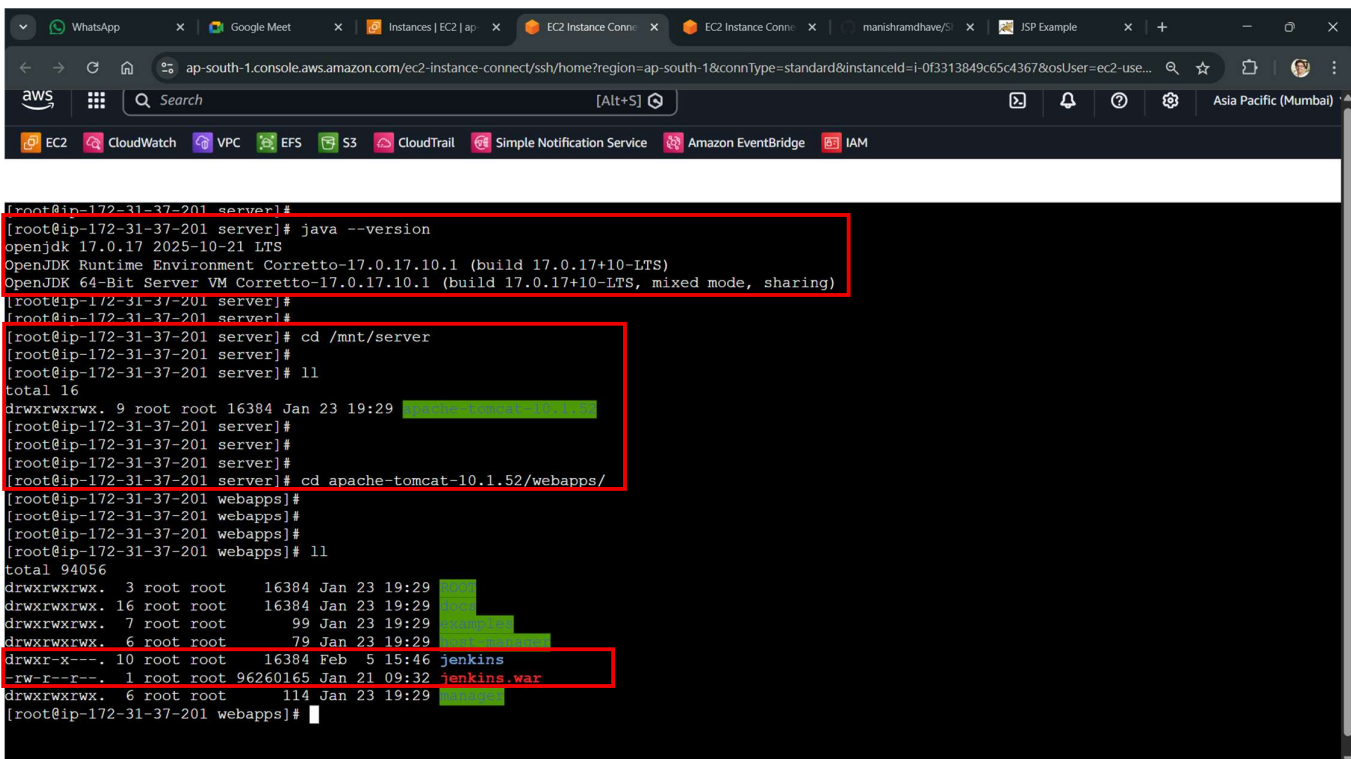 WhatsApp
Google Meet
Instances | EC2 | ap-
EC2 Instance Conne
EC2 Instance Conne
manishramdhave/S
JSP Example
ap-south-1.console.aws.amazon.com/ec2-instance-connect/ssh/home?region=ap-south-1&connType=standard&instanceId=i-0f3313849c65c4367&osUser=ec2-use...
aws
Search
[Alt+S]
Asia Pacific (Mumbai)
EC2 CloudWatch VPC EFS S3 CloudTrail Simple Notification Service Amazon EventBridge IAM
[root@ip-172-31-37-201 server]#
[root@ip-172-31-37-201 server]# java --version
openjdk 17.0.17 2025-10-21 LTS
OpenJDK Runtime Environment Corretto-17.0.17.10.1 (build 17.0.17+10-LTS)
OpenJDK 64-Bit Server VM Corretto-17.0.17.10.1 (build 17.0.17+10-LTS, mixed mode, sharing)
[root@ip-172-31-37-201 server]#
[root@ip-172-31-37-201 server]#
[root@ip-172-31-37-201 server]# cd /mnt/server
[root@ip-172-31-37-201 server]#
[root@ip-172-31-37-201 server]# ll
total 16
drwxrwxrwx. 9 root root 16384 Jan 23 19:29 apache-tomcat-10.1.52
[root@ip-172-31-37-201 server]#
[root@ip-172-31-37-201 server]#
[root@ip-172-31-37-201 server]#
[root@ip-172-31-37-201 server]# cd apache-tomcat-10.1.52/webapps/
[root@ip-172-31-37-201 webapps]#
[root@ip-172-31-37-201 webapps]#
[root@ip-172-31-37-201 webapps]#
[root@ip-172-31-37-201 webapps]# ll
total 94056
drwxrwxrwx. 3 root root 16384 Jan 23 19:29 ROOT
drwxrwxrwx. 16 root root 16384 Jan 23 19:29 docs
drwxrwxrwx. 7 root root 99 Jan 23 19:29 examples
drwxrwxrwx. 6 root root 79 Jan 23 19:29 host-manager
drwxr-x---. 10 root root 16384 Feb 5 15:46 jenkins
-rw-r--r--. 1 root root 96260165 Jan 21 09:32 jenkins.war
drwxrwxrwx. 6 root root 114 Jan 23 19:29 manager
[root@ip-172-31-37-201 webapps]#